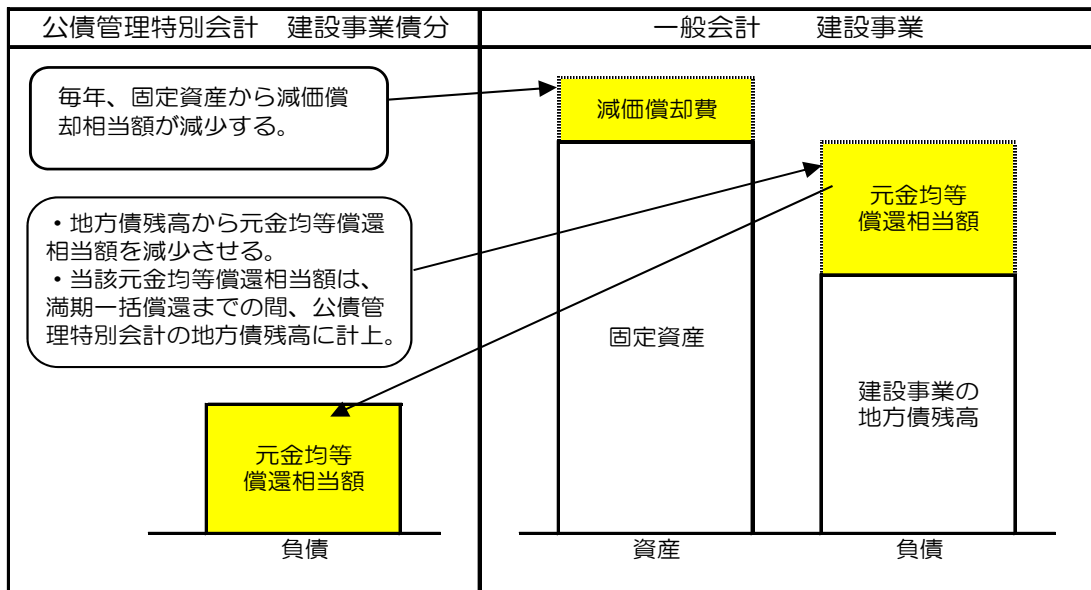 公債管理特別会計　建設事業債分
一般会計　　建設事業
毎年、固定資産から減価償
却相当額が減少する。
減価償却費
・地方債残高から元金均等償還
相当額を減少させる。
・当該元金均等償還相当額は、
満期一括償還までの間、公債管
理特別会計の地方債残高に計上。
元金均等
償還相当額
固定資産
建設事業の
地方債残高
元金均等
償還相当額
負債
資産
負債